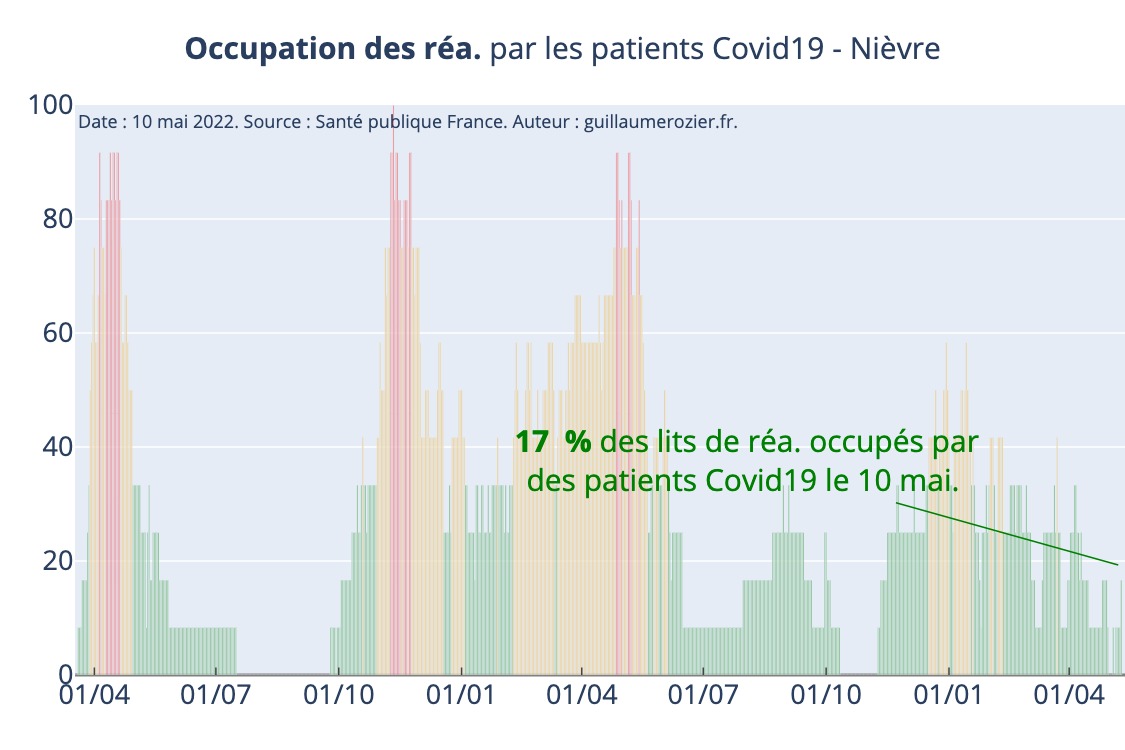 Occupation des réa. par les patients Covid19 - Nièvre
100
Date : 10 mai 2022. Source : Santé publique France. Auteur : guillaumerozier.fr.
80
60
40
17 % des lits de réa. occupés par
des patients Covid19 le 10 mai.
20
0
01/04 01/07 01/10 01/01 01/04 01/07 01/10 01/01 01/04